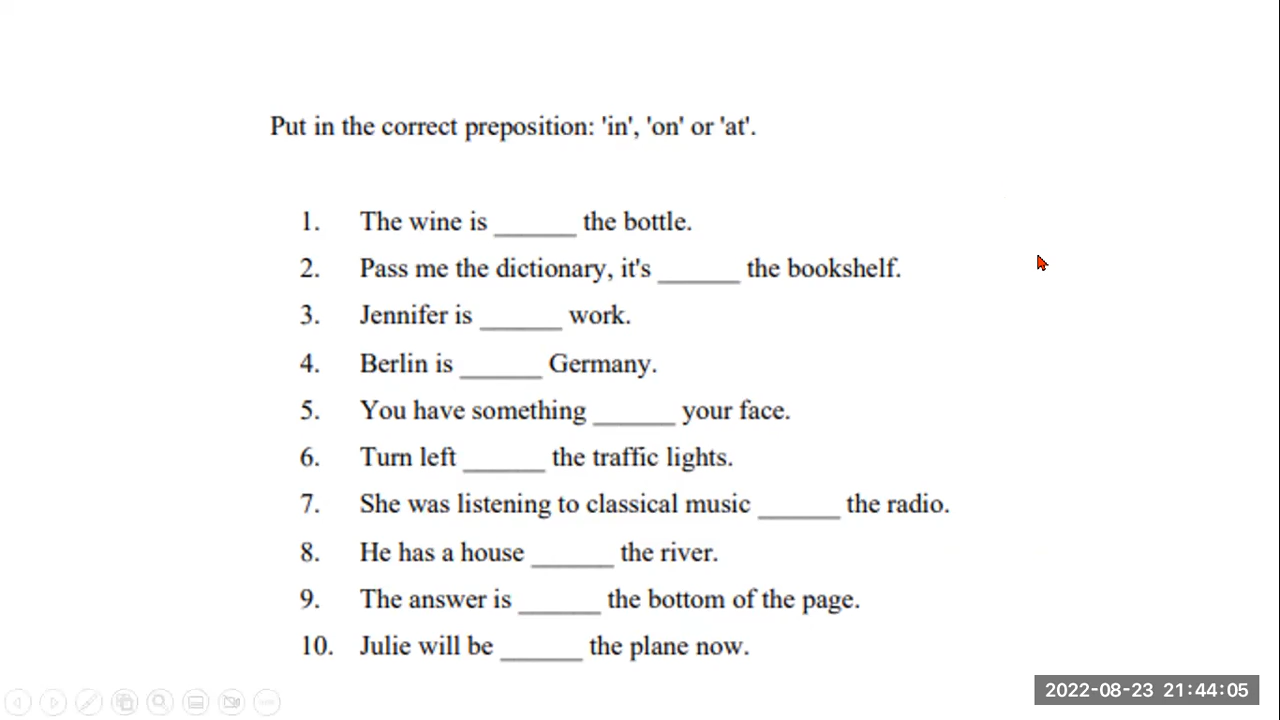 Put in the correct preposition: 'in', 'on' or 'at'.
1. The wine is ______ the bottle.
2. Pass me the dictionary, it's ______ the bookshelf.
3. Jennifer is ______ work.
4. Berlin is ______ Germany.
5. You have something ______ your face.
6. Turn left ______ the traffic lights.
7. She was listening to classical music ______ the radio.
8. He has a house ______ the river.
9. The answer is ______ the bottom of the page.
10. Julie will be ______ the plane now.
2022-08-23 21:44:05